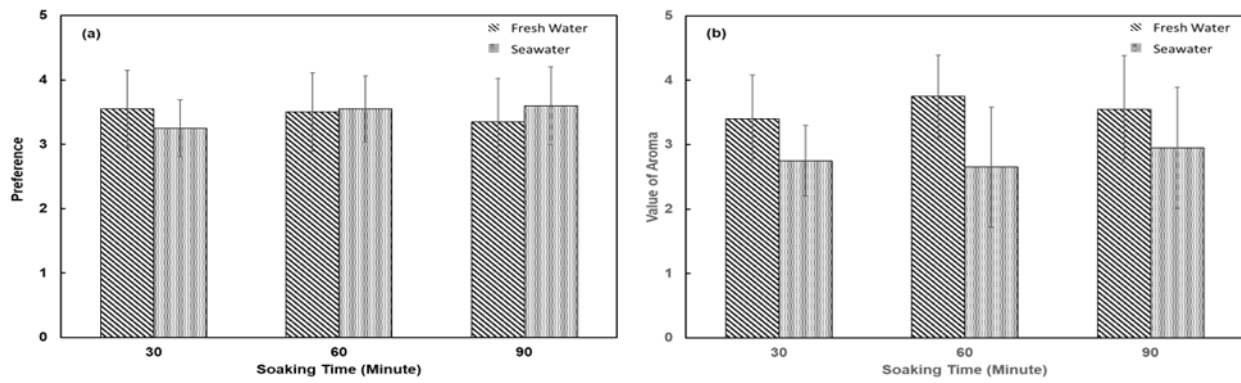 (a)
Fresh Water
Seawater
5
4
3
2
1
0
Preference
30 60 90
Soaking Time (Minute)
(b)
Fresh Water
Seawater
5
4
3
2
1
0
Value of Aroma
30 60 90
Soaking Time (Minute)